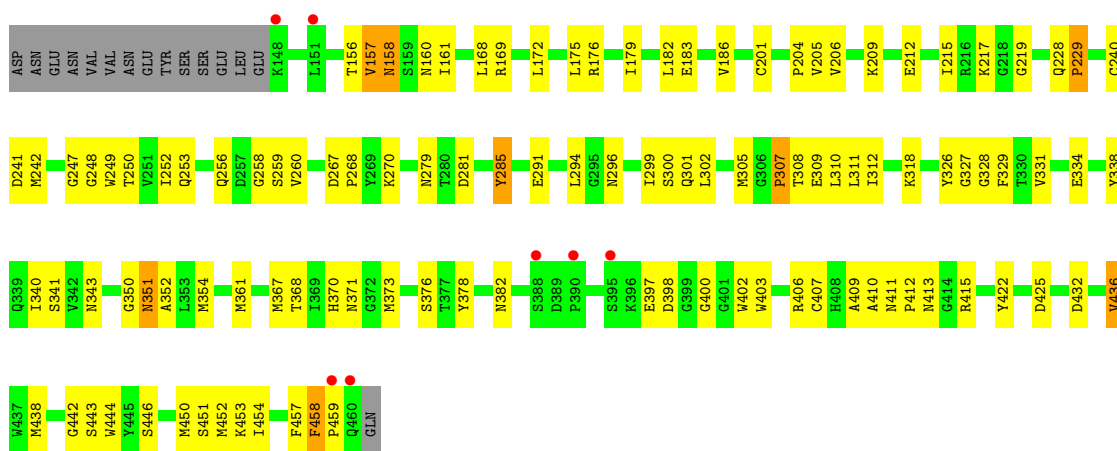 ASP ASN GLU ASN VAL VAL ASN GLU TYR SER SER GLU LEU GLU K148 L151 T156 V157 N158 S159 N160 I161 L168 R169 L172 L175 R176 I179 L182 E183 V186 C201 P204 V205 V206 K209 E212 I215 R216 K217 G218 G219 Q228 P229 C240
D241 M242 G247 G248 W249 T250 V251 I252 Q253 Q256 D257 G258 S259 V260 D267 P268 Y269 K270 N279 T280 D281 Y285 E291 L294 G295 N296 I299 S300 Q301 L302 M305 G306 P307 T308 E309 L310 L311 I312 K318 Y326 G327 G328 F329 T330 V331 E334 Y338
Q339 I340 S341 V342 N343 G350 N351 A352 L353 M354 M361 M367 T368 I369 H370 N371 G372 M373 S376 T377 Y378 N382 S388 D389 P390 S395 K396 E397 D398 G399 G400 G401 W402 W403 R406 C407 H408 A409 A410 N411 P412 N413 G414 R415 Y422 D425 D432 V436
W437 M438 G442 S443 W444 Y445 S446 M450 S451 M452 K453 I454 F457 F458 P459 Q460 GLN